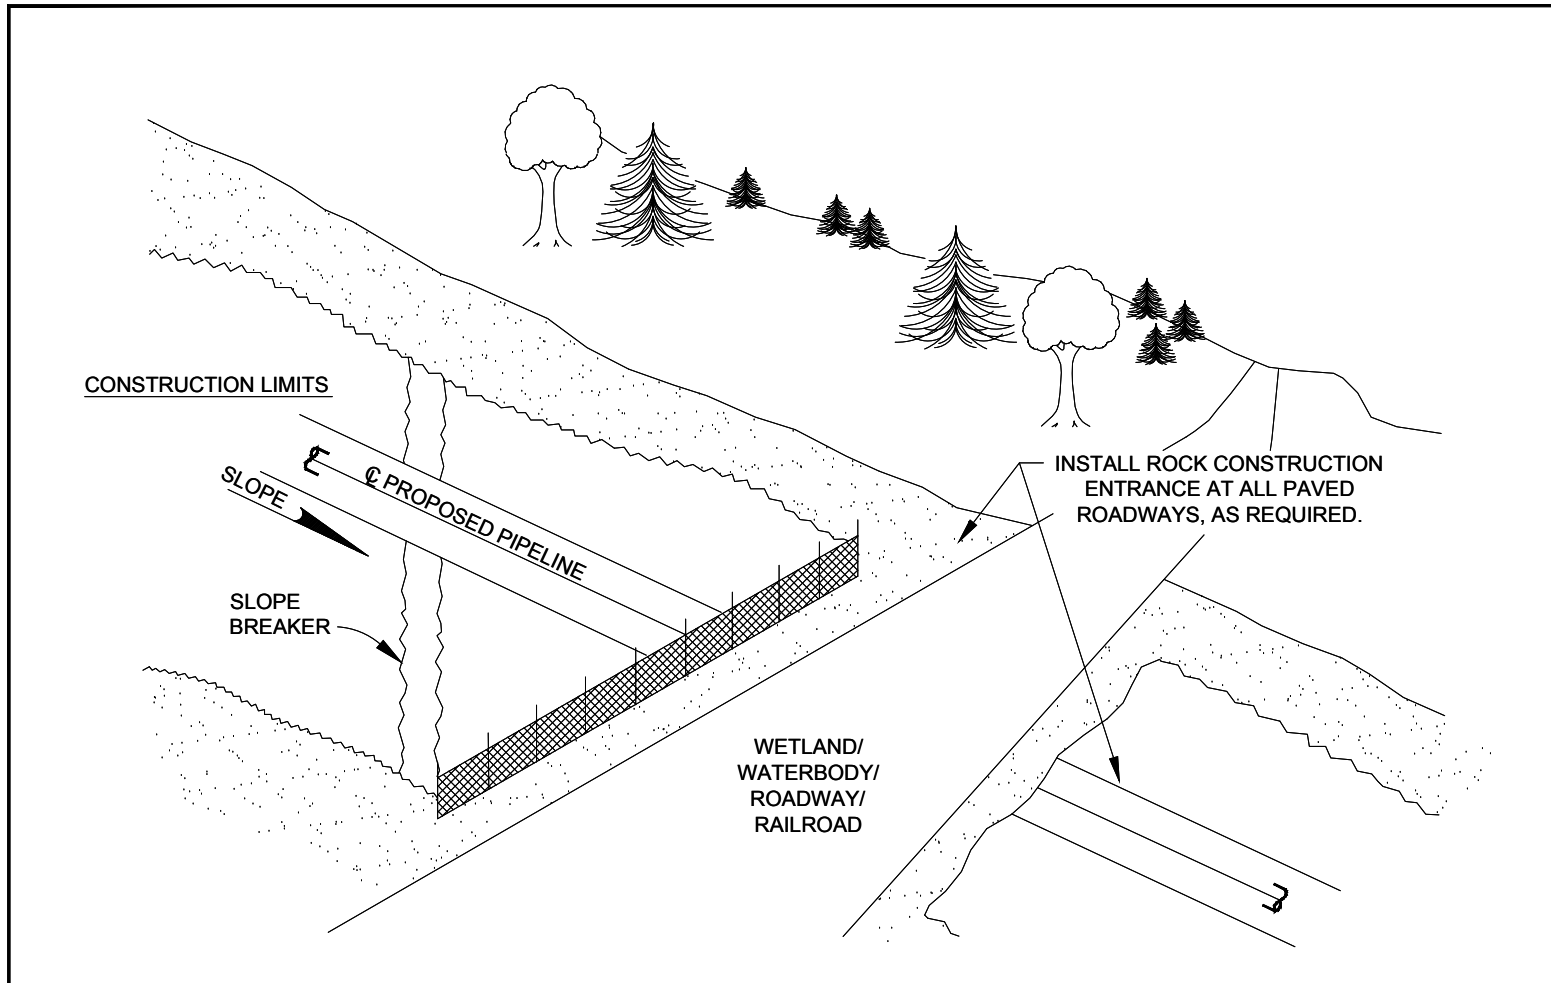 CONSTRUCTION LIMITS
SLOPE
℄ PROPOSED PIPELINE
SLOPE
BREAKER
INSTALL ROCK CONSTRUCTION
ENTRANCE AT ALL PAVED
ROADWAYS, AS REQUIRED.
WETLAND/
WATERBODY/
ROADWAY/
RAILROAD